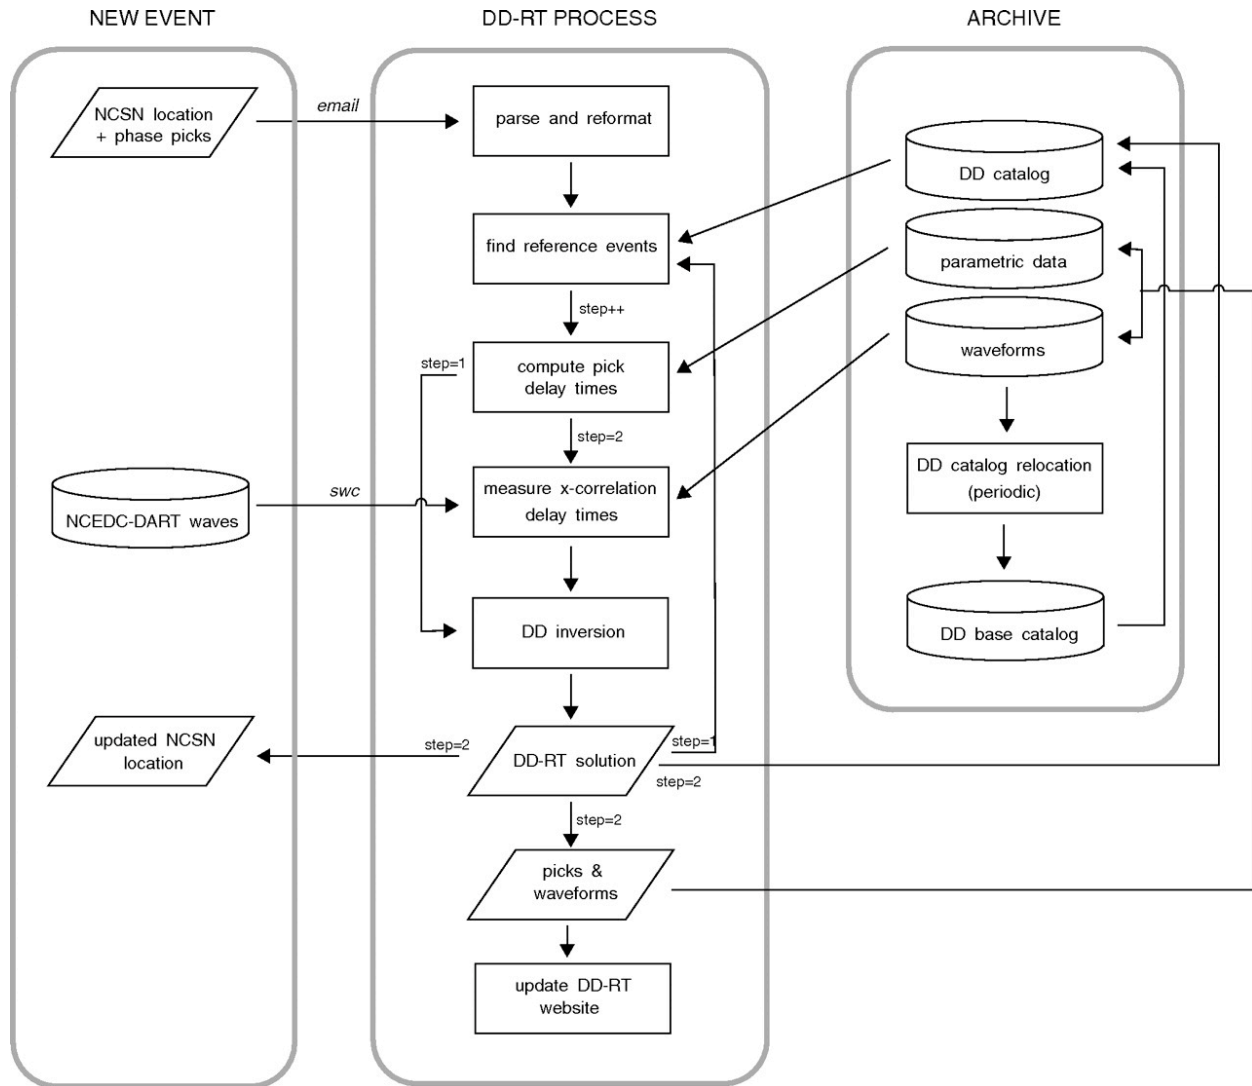 NEW EVENT
DD-RT PROCESS
ARCHIVE
NCSN location
+ phase picks
email
parse and reformat
DD catalog
find reference events
parametric data
step++
waveforms
step=1
compute pick
delay times
step=2
DD catalog relocation
(periodic)
NCEDC-DART waves
swc
measure x-correlation
delay times
DD inversion
DD base catalog
updated NCSN
location
step=2
DD-RT solution
step=1
step=2
step=2
picks &
waveforms
update DD-RT
website